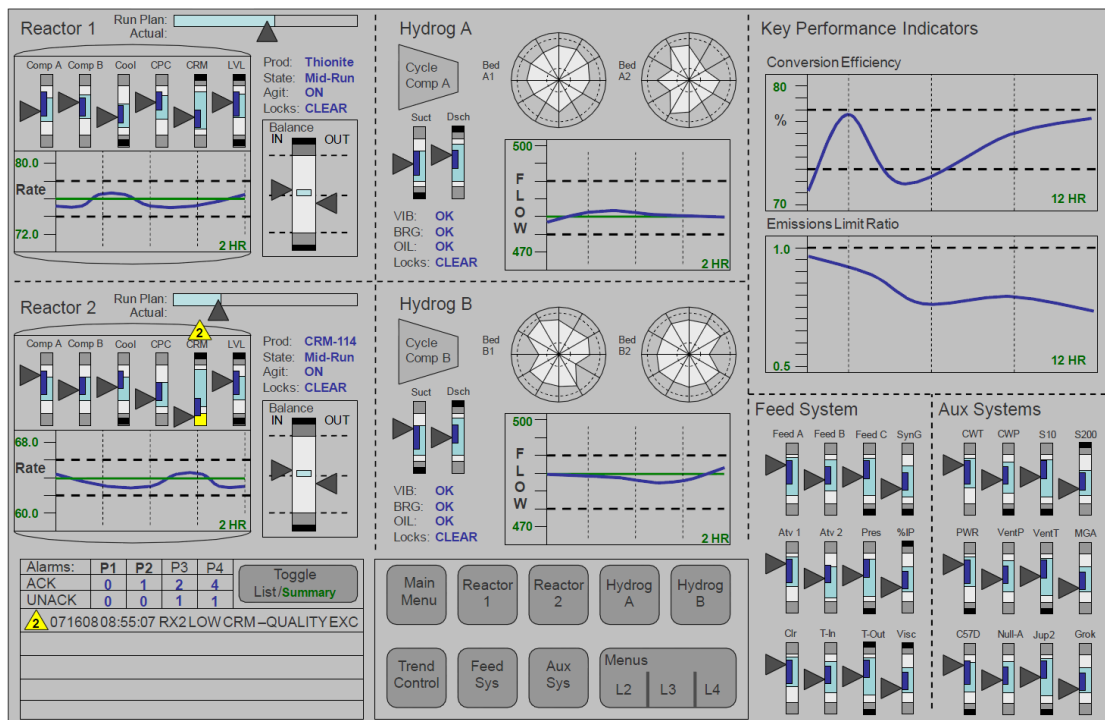 Reactor 1
Run Plan:
Actual:
Comp A Comp B Cool CPC CRM LVL
Prod: Thionite
State: Mid-Run
Agit: ON
Locks: CLEAR
Balance
IN OUT
80.0
Rate
72.0
2 HR
Hydrog A
Cycle
Comp A
Bed
A1
Bed
A2
Suct Dsch
VIB: OK
BRG: OK
OIL: OK
Locks: CLEAR
500
FLOW
470
2 HR
Key Performance Indicators
Conversion Efficiency
80
%
70
12 HR
Emissions Limit Ratio
1.0
0.5
12 HR
Reactor 2
Run Plan:
Actual:
2
Comp A Comp B Cool CPC CRM LVL
Prod: CRM-114
State: Mid-Run
Agit: ON
Locks: CLEAR
Balance
IN OUT
68.0
Rate
60.0
2 HR
Hydrog B
Cycle
Comp B
Bed
B1
Bed
B2
Suct Dsch
VIB: OK
BRG: OK
OIL: OK
Locks: CLEAR
500
FLOW
470
2 HR
Feed System
Feed A Feed B Feed C SynG
Atv 1 Atv 2 Pres %IP
Clr T-In T-Out Visc
Aux Systems
CWT CWP S10 S200
PWR VentP VentT MGA
C57D Null-A Jup2 Grok
Alarms: P1 P2 P3 P4
ACK 0 1 2 4
UNACK 0 0 1 1
Toggle
List/Summary
2 071608 08:55:07 RX2 LOW CRM –QUALITY EXC
Main
Menu
Reactor
1
Reactor
2
Hydrog
A
Hydrog
B
Trend
Control
Feed
Sys
Aux
Sys
Menus
L2 L3 L4